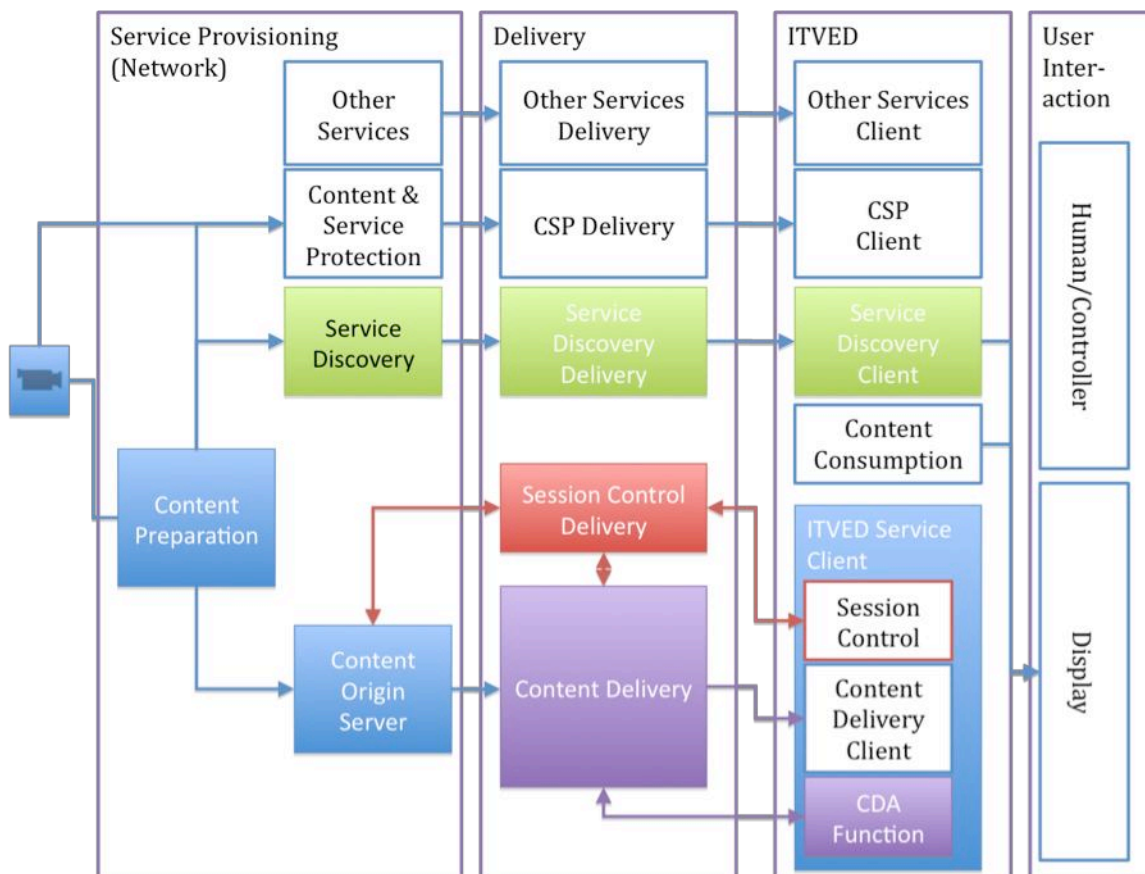 Service Provisioning
(Network)
Delivery
ITVED
User
Inter-
action
Other
Services
Other Services
Delivery
Other Services
Client
Content &
Service
Protection
CSP Delivery
CSP
Client
Service
Discovery
Service
Discovery
Delivery
Service
Discovery
Client
Human/Controller
Content
Consumption
Content
Preparation
Session Control
Delivery
ITVED Service
Client
Session
Control
Content
Origin
Server
Content Delivery
Content
Delivery
Client
Display
CDA
Function